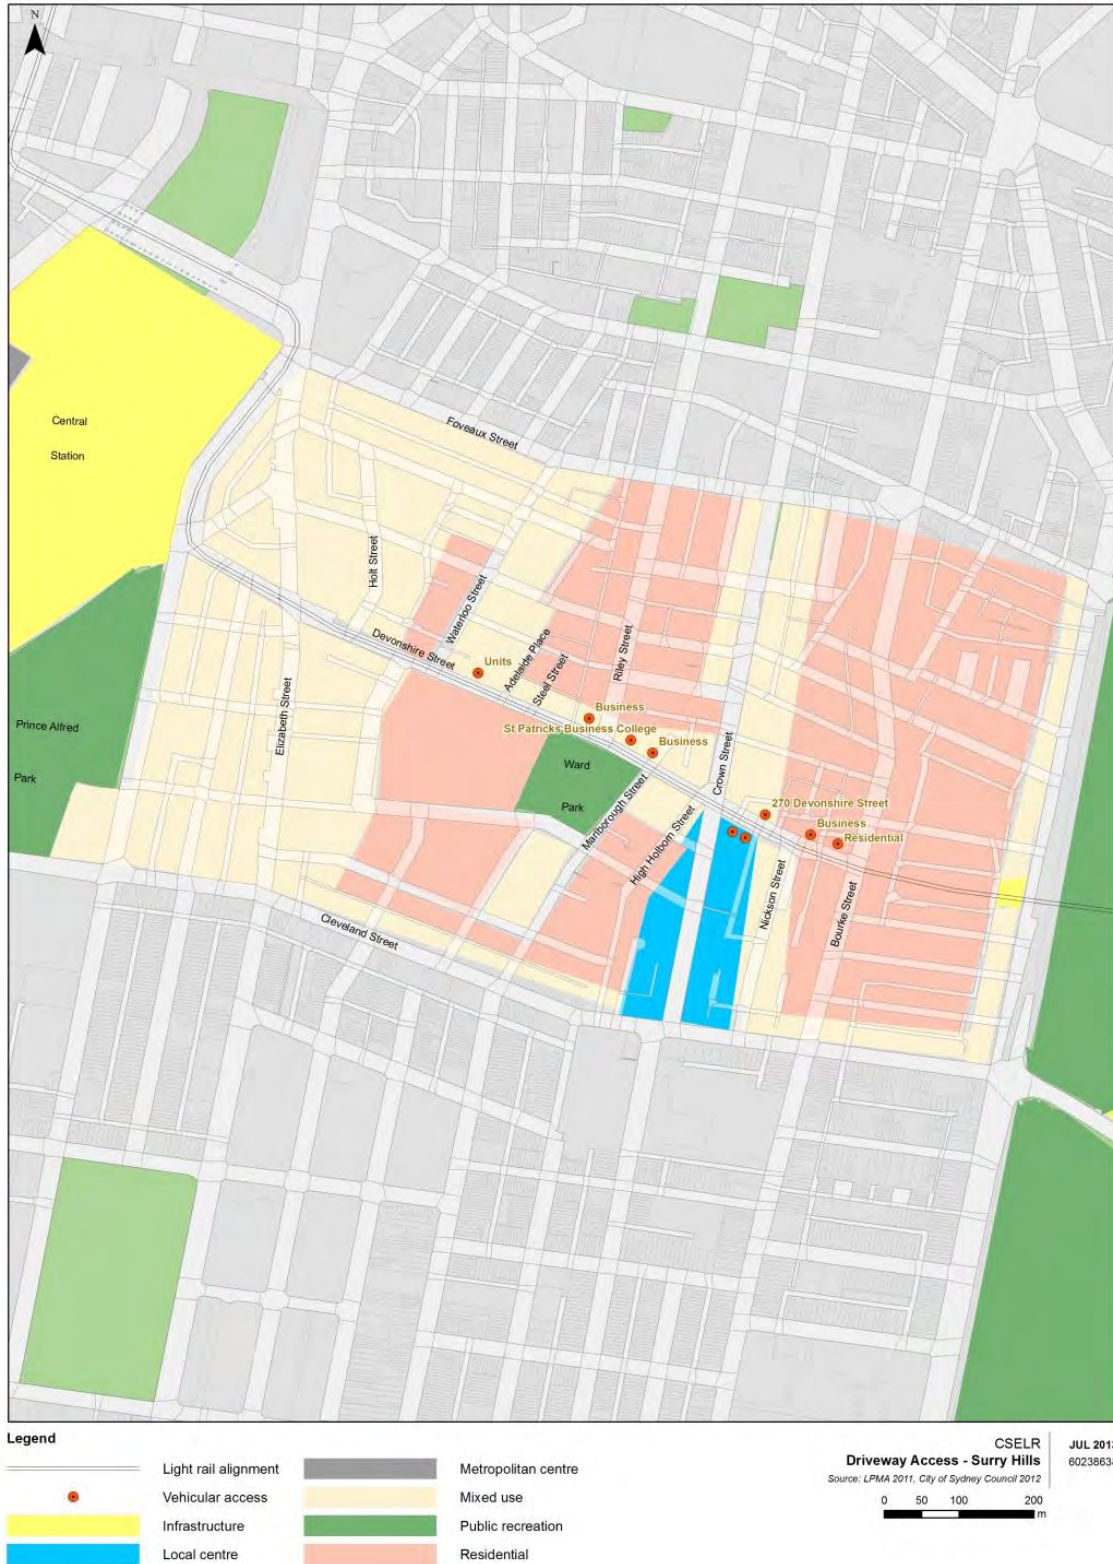 N
Central
Station
Foveaux Street
Holt Street
Waterloo Street
Devonshire Street
Units
Adelaide Place
Steel Street
Riley Street
Business
St Patricks Business College
Business
Elizabeth Street
Prince Alfred
Park
Ward
Park
Marlborough Street
High Holborn Street
Crown Street
270 Devonshire Street
Business
Residential
Nickson Street
Bourke Street
Cleveland Street
Legend
Light rail alignment
Vehicular access
Infrastructure
Local centre
Metropolitan centre
Mixed use
Public recreation
Residential
CSELR
Driveway Access - Surry Hills
Source: LPMA 2011, City of Sydney Council 2012
0 50 100 200
m
JUL 2013